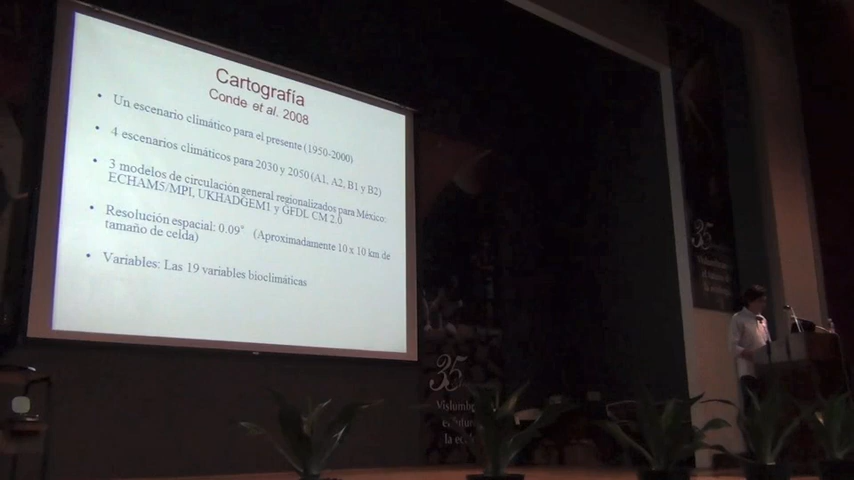 Cartografía
Conde et al. 2008
• Un escenario climático para el presente (1950-2000)
• 4 escenarios climáticos para 2030 y 2050 (A1, A2, B1 y B2)
• 3 modelos de circulación general regionalizados para México:
ECHAM5/MPI, UKHADGEM1 y GFDL CM 2.0
• Resolución espacial: 0.09° (Aproximadamente 10 x 10 km de
tamaño de celda)
• Variables: Las 19 variables bioclimáticas
35
35